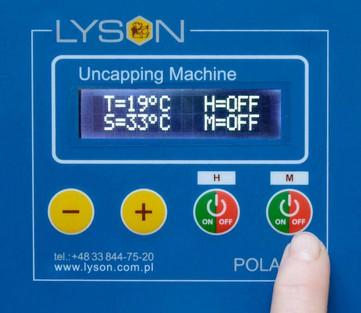 LYSON
Uncapping Machine
T=19°C H=OFF
S=33°C M=OFF
H M
- +
ON OFF ON OFF
tel.:+48 33 844-75-20
www.lyson.com.pl